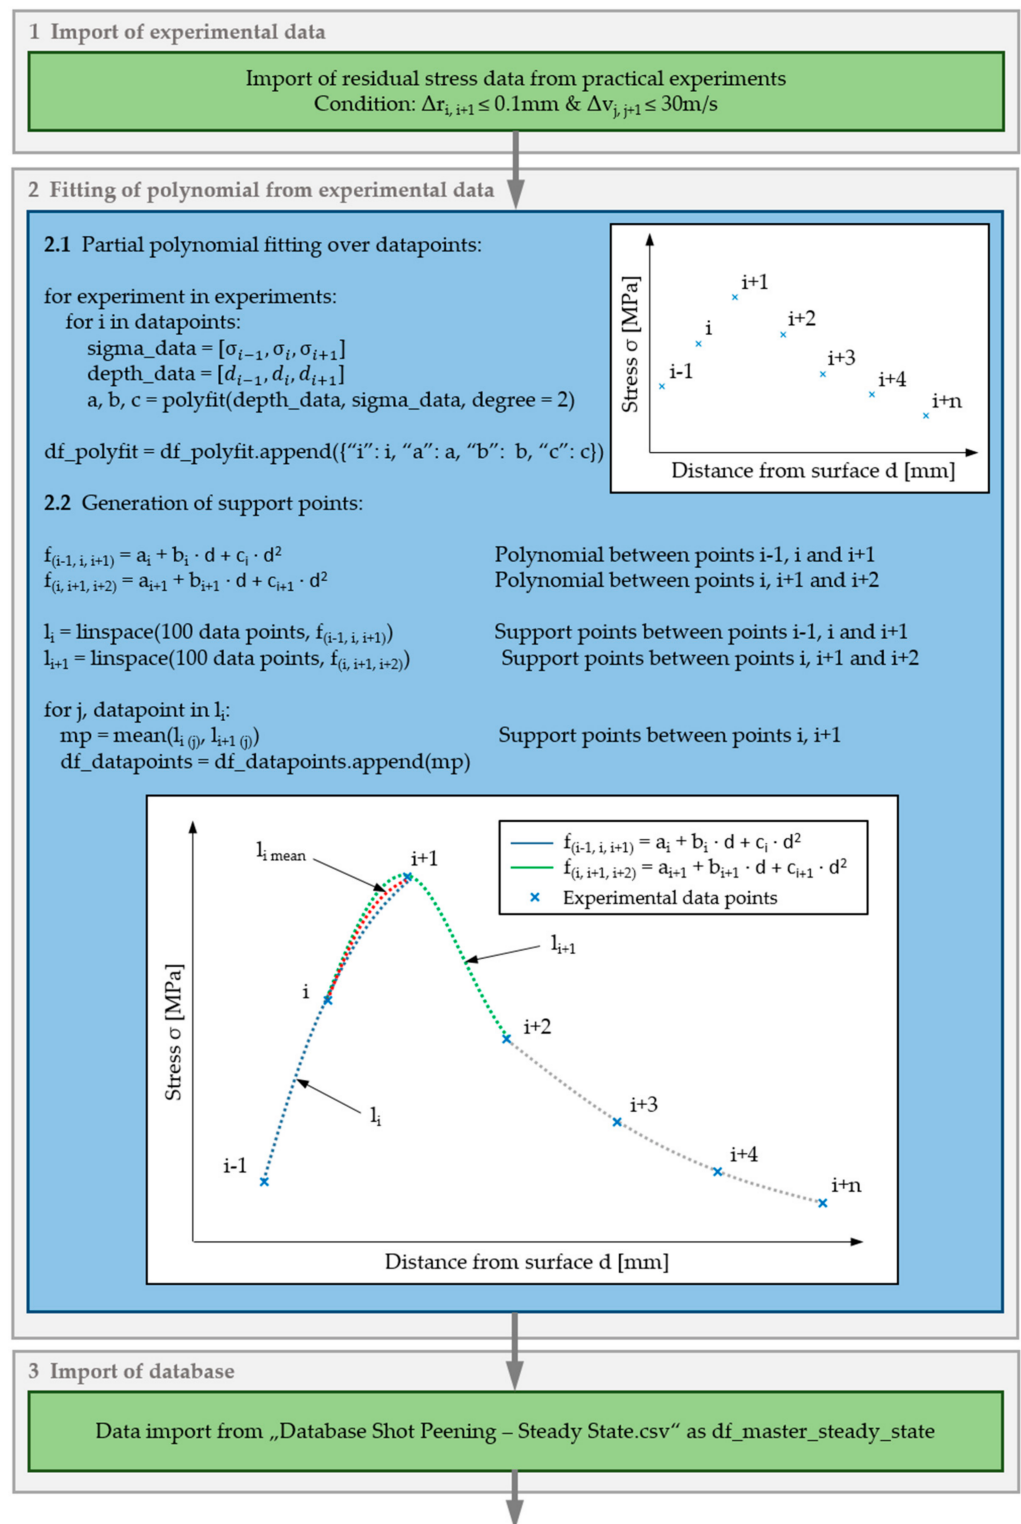 1 Import of experimental data
Import of residual stress data from practical experiments
Condition: Δr_{i, i+1} ≤ 0.1mm & Δv_{j, j+1} ≤ 30m/s
2 Fitting of polynomial from experimental data
2.1 Partial polynomial fitting over datapoints:
for experiment in experiments:
for i in datapoints:
sigma_data = [σ_{i−1}, σ_i, σ_{i+1}]
depth_data = [d_{i−1}, d_i, d_{i+1}]
a, b, c = polyfit(depth_data, sigma_data, degree = 2)
df_polyfit = df_polyfit.append({“i”: i, “a”: a, “b”: b, “c”: c})
Stress σ [MPa]
i-1
i
i+1
i+2
i+3
i+4
i+n
Distance from surface d [mm]
2.2 Generation of support points:
f_{(i-1, i, i+1)} = a_i + b_i · d + c_i · d² Polynomial between points i-1, i and i+1
f_{(i, i+1, i+2)} = a_{i+1} + b_{i+1} · d + c_{i+1} · d² Polynomial between points i, i+1 and i+2
l_i = linspace(100 data points, f_{(i-1, i, i+1)}) Support points between points i-1, i and i+1
l_{i+1} = linspace(100 data points, f_{(i, i+1, i+2)}) Support points between points i, i+1 and i+2
for j, datapoint in l_i:
mp = mean(l_{i (j)}, l_{i+1 (j)}) Support points between points i, i+1
df_datapoints = df_datapoints.append(mp)
f_{(i-1, i, i+1)} = a_i + b_i · d + c_i · d²
f_{(i, i+1, i+2)} = a_{i+1} + b_{i+1} · d + c_{i+1} · d²
Experimental data points
l_{i mean}
i+1
l_{i+1}
i
i+2
l_i
i+3
i-1
i+4
i+n
Stress σ [MPa]
Distance from surface d [mm]
3 Import of database
Data import from „Database Shot Peening – Steady State.csv“ as df_master_steady_state